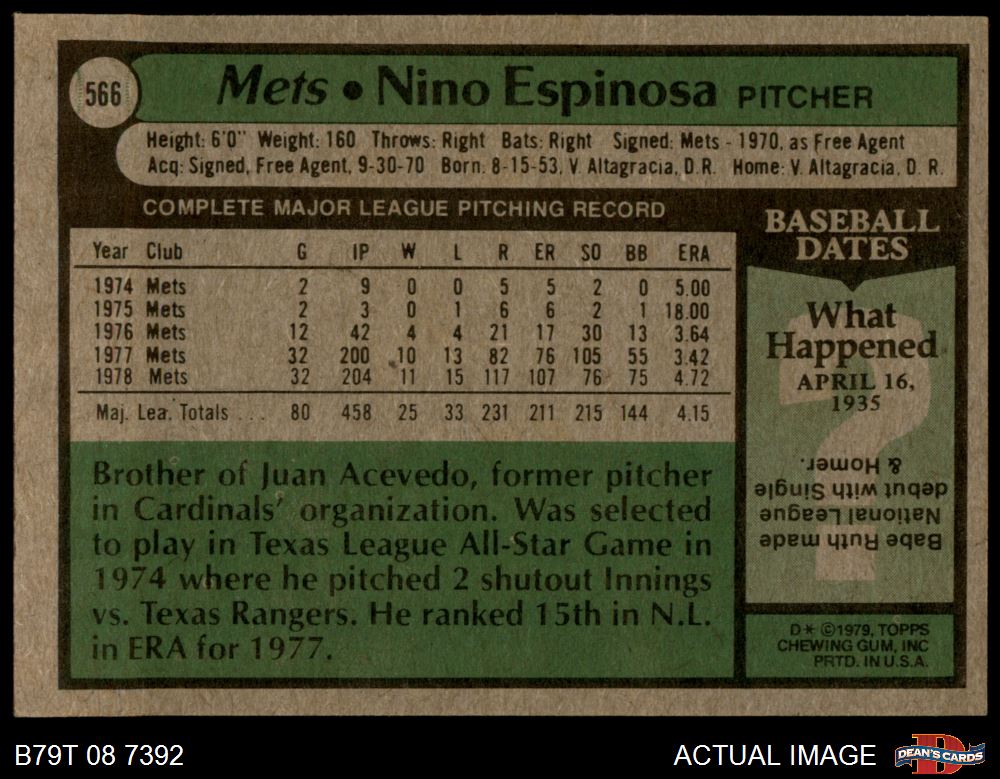 566
Mets • Nino Espinosa PITCHER
Height: 6'0" Weight: 160 Throws: Right Bats: Right Signed: Mets - 1970, as Free Agent
Acq: Signed, Free Agent, 9-30-70 Born: 8-15-53, V. Altagracia, D.R. Home: V. Altagracia, D. R.
COMPLETE MAJOR LEAGUE PITCHING RECORD
Year Club G IP W L R ER SO BB ERA
1974 Mets 2 9 0 0 5 5 2 0 5.00
1975 Mets 2 3 0 1 6 6 2 1 18.00
1976 Mets 12 42 4 4 21 17 30 13 3.64
1977 Mets 32 200 10 13 82 76 105 55 3.42
1978 Mets 32 204 11 15 117 107 76 75 4.72
Maj. Lea. Totals ... 80 458 25 33 231 211 215 144 4.15
Brother of Juan Acevedo, former pitcher
in Cardinals' organization. Was selected
to play in Texas League All-Star Game in
1974 where he pitched 2 shutout Innings
vs. Texas Rangers. He ranked 15th in N.L.
in ERA for 1977.
BASEBALL
DATES
What
Happened
APRIL 16,
1935
?
Babe Ruth made
National League
debut with Single
& Homer.
D* ©1979, TOPPS
CHEWING GUM, INC
PRTD. IN U.S.A.
B79T 08 7392
ACTUAL IMAGE
DEAN'S CARDS